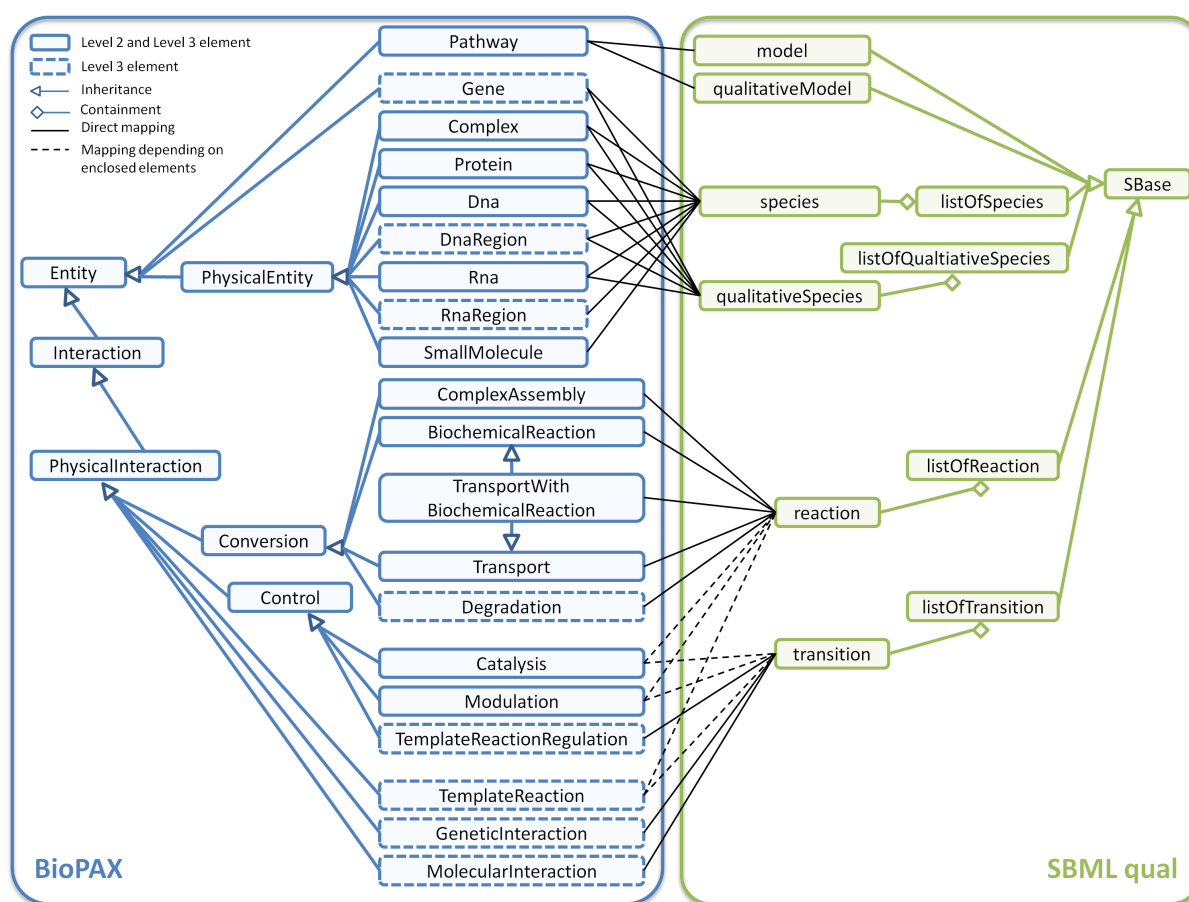 Level 2 and Level 3 element
Level 3 element
Inheritance
Containment
Direct mapping
Mapping depending on
enclosed elements
Pathway
Gene
Complex
Protein
Dna
DnaRegion
Rna
RnaRegion
SmallMolecule
Entity
PhysicalEntity
Interaction
PhysicalInteraction
Conversion
Control
ComplexAssembly
BiochemicalReaction
TransportWith
BiochemicalReaction
Transport
Degradation
Catalysis
Modulation
TemplateReactionRegulation
TemplateReaction
GeneticInteraction
MolecularInteraction
BioPAX
model
qualitativeModel
SBase
species
listOfSpecies
listOfQualtiativeSpecies
qualitativeSpecies
listOfReaction
reaction
listOfTransition
transition
SBML qual